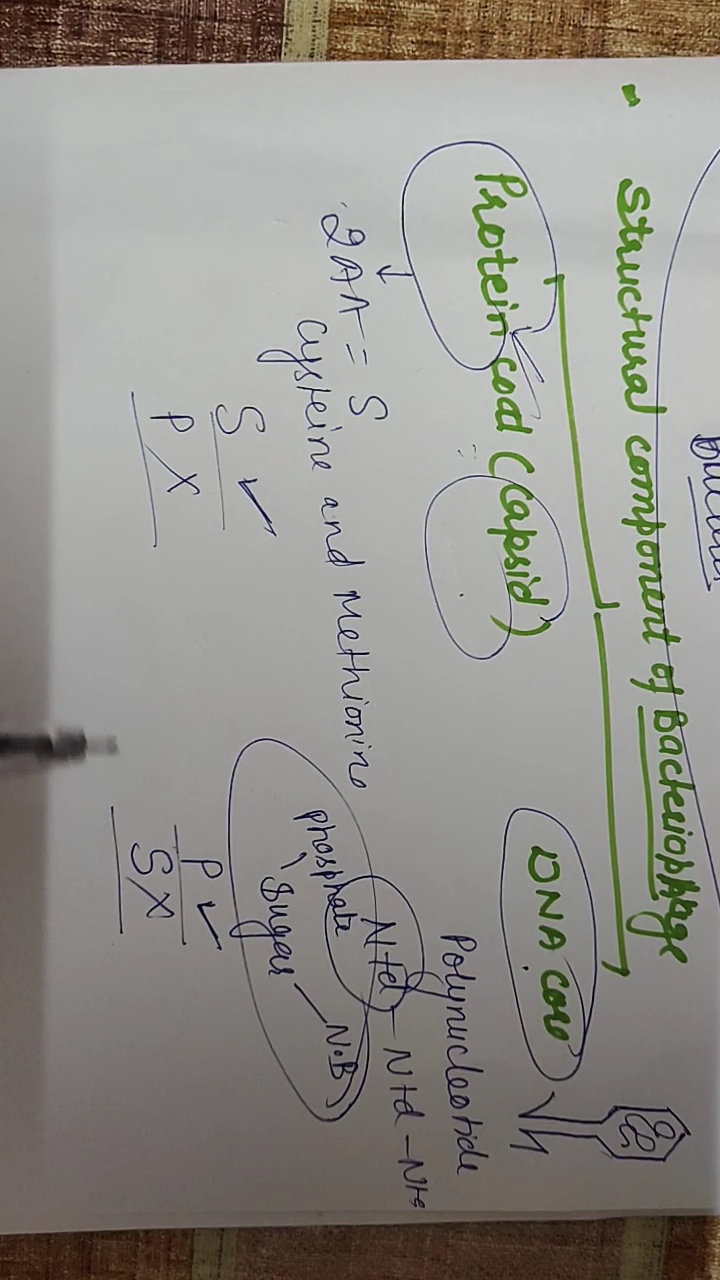 Structural component of Bacteriophage
Protein coat (Capsid)
DNA core
Polynucleotide
2AA = S
Cysteine and Methionine
Ntd - Ntd - Ntd
phosphate
Sugar - N.B
S ✓
P X
P ✓
S X